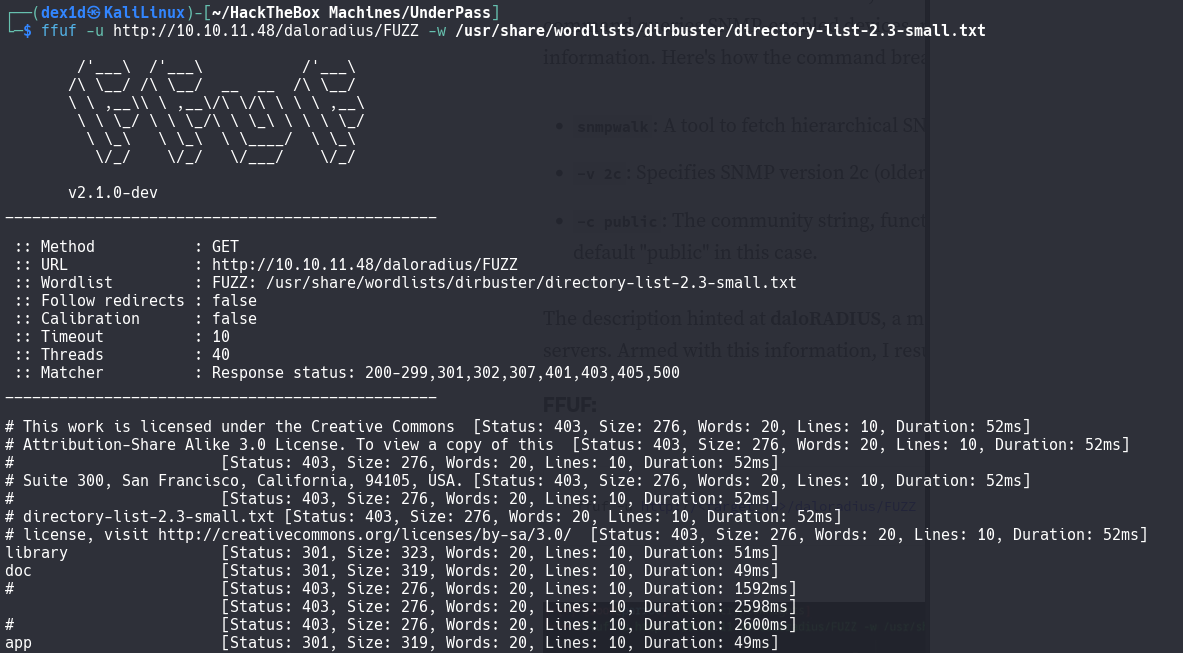 ┌──(dex1d㉿KaliLinux)-[~/HackTheBox Machines/UnderPass]
└─$ ffuf -u http://10.10.11.48/daloradius/FUZZ -w /usr/share/wordlists/dirbuster/directory-list-2.3-small.txt
information. Here's how the command brea
        /'___\  /'___\           /'___\
       /\ \__/ /\ \__/  __  __  /\ \__/
       \ \ ,__\\ \ ,__\/\ \/\ \ \ \ ,__\
        \ \ \_/ \ \ \_/\ \ \_\ \ \ \ \_/
         \ \_\   \ \_\  \ \____/  \ \_\
          \/_/    \/_/   \/___/    \/_/
• snmpwalk : A tool to fetch hierarchical SN
• -v 2c : Specifies SNMP version 2c (older
       v2.1.0-dev
________________________________________________
• -c public : The community string, funct
default "public" in this case.
 :: Method           : GET
 :: URL              : http://10.10.11.48/daloradius/FUZZ
 :: Wordlist         : FUZZ: /usr/share/wordlists/dirbuster/directory-list-2.3-small.txt
 :: Follow redirects : false
 :: Calibration      : false
 :: Timeout          : 10
 :: Threads          : 40
 :: Matcher          : Response status: 200-299,301,302,307,401,403,405,500
________________________________________________
The description hinted at daloRADIUS, a m
servers. Armed with this information, I res
FFUF:
# This work is licensed under the Creative Commons  [Status: 403, Size: 276, Words: 20, Lines: 10, Duration: 52ms]
# Attribution-Share Alike 3.0 License. To view a copy of this  [Status: 403, Size: 276, Words: 20, Lines: 10, Duration: 52ms]
#                       [Status: 403, Size: 276, Words: 20, Lines: 10, Duration: 52ms]
# Suite 300, San Francisco, California, 94105, USA. [Status: 403, Size: 276, Words: 20, Lines: 10, Duration: 52ms]
#                       [Status: 403, Size: 276, Words: 20, Lines: 10, Duration: 52ms]
# directory-list-2.3-small.txt [Status: 403, Size: 276, Words: 20, Lines: 10, Duration: 52ms]
# license, visit http://creativecommons.org/licenses/by-sa/3.0/  [Status: 403, Size: 276, Words: 20, Lines: 10, Duration: 52ms]
library                 [Status: 301, Size: 323, Words: 20, Lines: 10, Duration: 51ms]
doc                     [Status: 301, Size: 319, Words: 20, Lines: 10, Duration: 49ms]
#                       [Status: 403, Size: 276, Words: 20, Lines: 10, Duration: 1592ms]
                        [Status: 403, Size: 276, Words: 20, Lines: 10, Duration: 2598ms]
#                       [Status: 403, Size: 276, Words: 20, Lines: 10, Duration: 2600ms]
app                     [Status: 301, Size: 319, Words: 20, Lines: 10, Duration: 49ms]